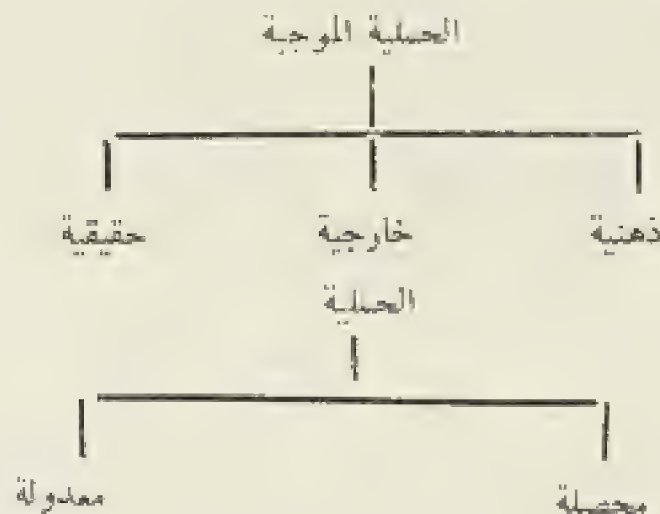 الحملية الموجبة
ذهنية خارجية حقيقية
الحملية
محصلة معدولة